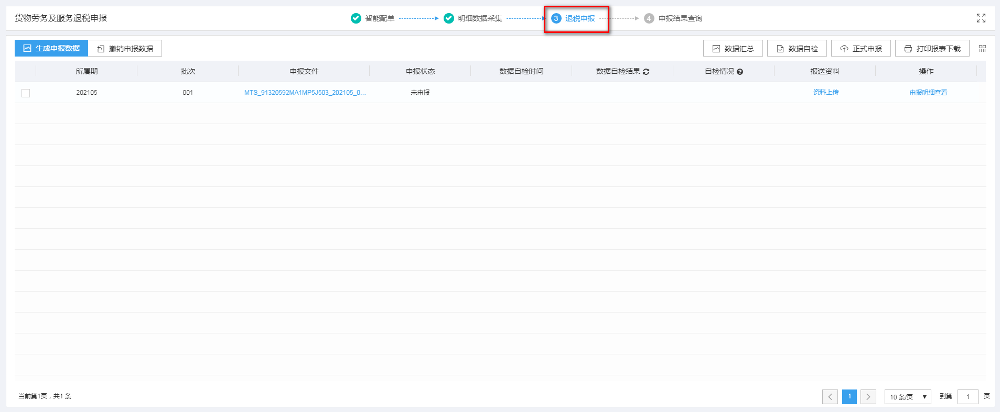 货物劳务及服务退税申报
智能配单
明细数据采集
3 退税申报
4 申报结果查询
生成申报数据 撤销申报数据 数据汇总 数据自检 正式申报 打印报表下载
所属期 批次 申报文件 申报状态 数据自检时间 数据自检结果 自检情况 ? 报送资料 操作
202105 001 MTS_91320592MA1MP5J503_202105_0... 未申报 资料上传 申报明细查看
当前第1页，共1 条 < 1 > 10 条/页 ▼ 到第 1 页